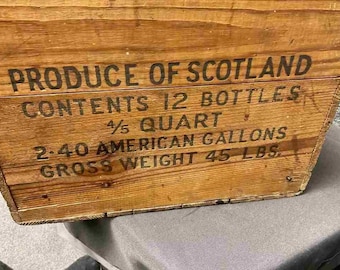 PRODUCE OF SCOTLAND
CONTENTS 12 BOTTLES
4/5 QUART
2-40 AMERICAN GALLONS
GROSS WEIGHT 45 LBS.